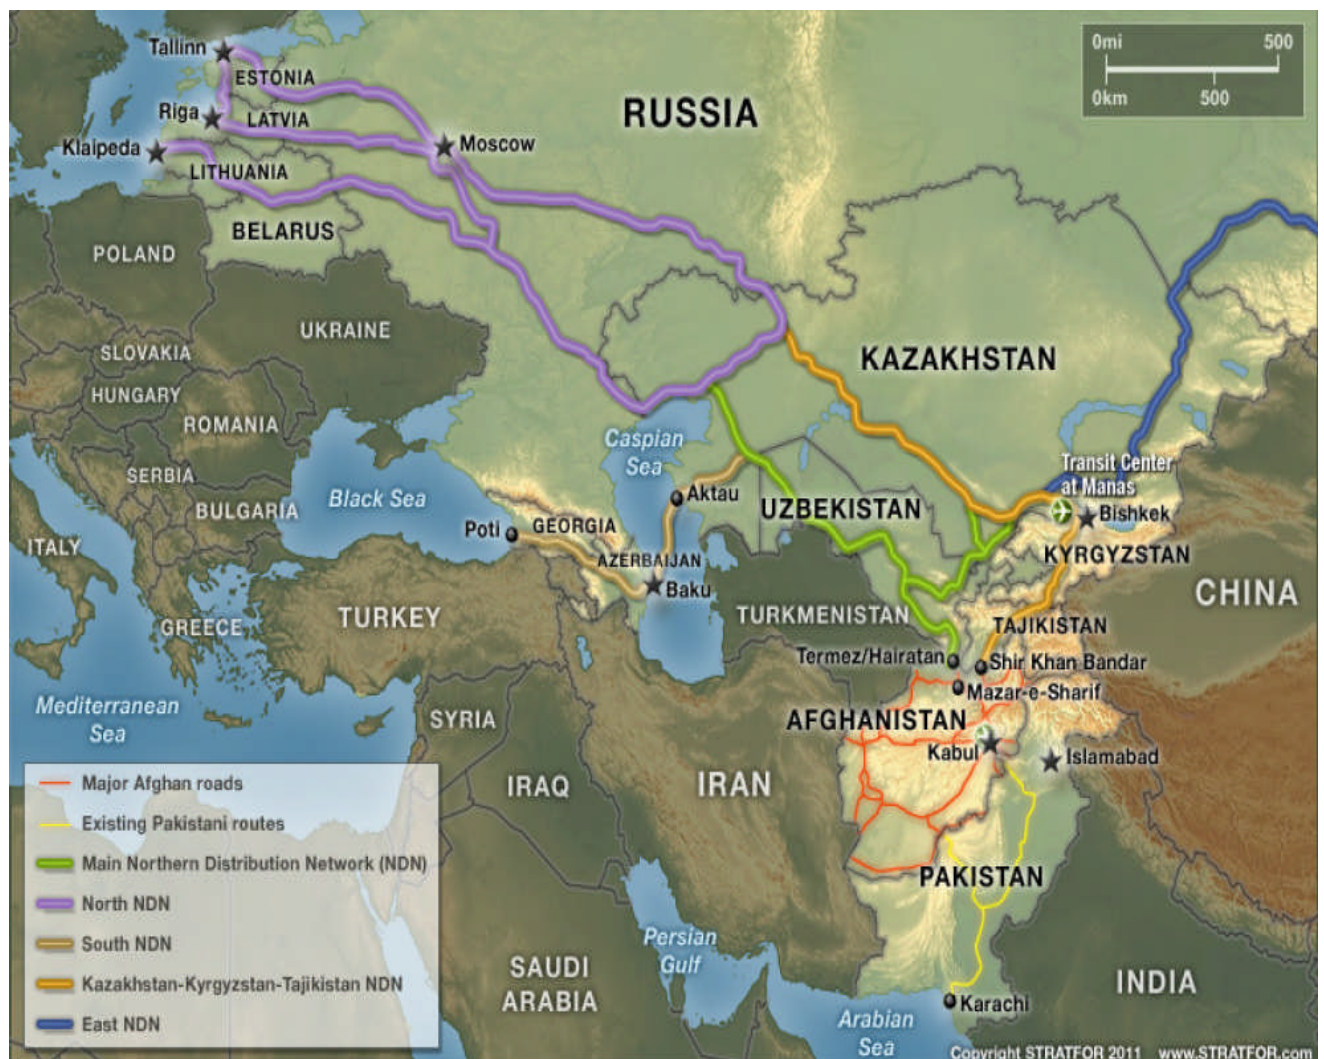 Tallinn
ESTONIA
Riga
LATVIA
Klaipeda
LITHUANIA
Moscow
RUSSIA
0mi 500
0km 500
BELARUS
POLAND
UKRAINE
SLOVAKIA
HUNGARY
ROMANIA
SERBIA
BULGARIA
ITALY
GREECE
Black Sea
Caspian
Sea
KAZAKHSTAN
Transit Center
at Manas
Bishkek
KYRGYZSTAN
Aktau
UZBEKISTAN
Poti
GEORGIA
AZERBAIJAN
Baku
TURKEY
TURKMENISTAN
TAJIKISTAN
CHINA
Termez/Hairatan
Shir Khan Bandar
Mazar-e-Sharif
AFGHANISTAN
Kabul
Islamabad
Mediterranean
Sea
SYRIA
IRAQ
IRAN
PAKISTAN
Persian
Gulf
SAUDI
ARABIA
INDIA
Karachi
Arabian
Sea
Major Afghan roads
Existing Pakistani routes
Main Northern Distribution Network (NDN)
North NDN
South NDN
Kazakhstan-Kyrgyzstan-Tajikistan NDN
East NDN
Copyright STRATFOR 2011 www.STRATFOR.com